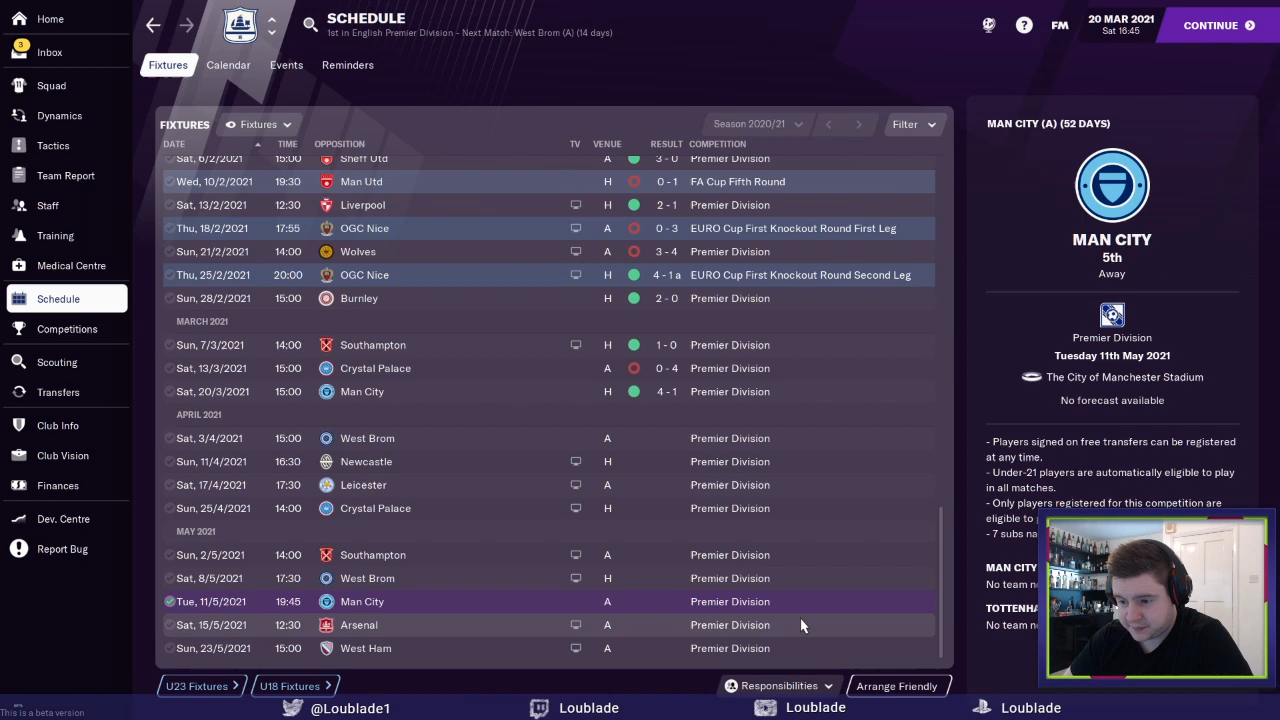 Home
3
Inbox
Squad
Dynamics
Tactics
Team Report
Staff
Training
Medical Centre
Schedule
Competitions
Scouting
Transfers
Club Info
Club Vision
Finances
Dev. Centre
Report Bug
This is a beta version
SCHEDULE
1st in English Premier Division - Next Match: West Brom (A) (14 days)
? FM 20 MAR 2021
Sat 16:45
CONTINUE
Fixtures Calendar Events Reminders
FIXTURES Fixtures Season 2020/21 Filter
DATE TIME OPPOSITION TV VENUE RESULT COMPETITION
Sat, 6/2/2021 15:00 Sheff Utd A 3 - 0 Premier Division
Wed, 10/2/2021 19:30 Man Utd H 0 - 1 FA Cup Fifth Round
Sat, 13/2/2021 12:30 Liverpool H 2 - 1 Premier Division
Thu, 18/2/2021 17:55 OGC Nice A 0 - 3 EURO Cup First Knockout Round First Leg
Sun, 21/2/2021 14:00 Wolves A 3 - 4 Premier Division
Thu, 25/2/2021 20:00 OGC Nice H 4 - 1 a EURO Cup First Knockout Round Second Leg
Sun, 28/2/2021 15:00 Burnley H 2 - 0 Premier Division
MARCH 2021
Sun, 7/3/2021 14:00 Southampton H 1 - 0 Premier Division
Sat, 13/3/2021 15:00 Crystal Palace A 0 - 4 Premier Division
Sat, 20/3/2021 15:00 Man City H 4 - 1 Premier Division
APRIL 2021
Sat, 3/4/2021 15:00 West Brom A Premier Division
Sun, 11/4/2021 16:30 Newcastle H Premier Division
Sat, 17/4/2021 17:30 Leicester A Premier Division
Sun, 25/4/2021 14:00 Crystal Palace H Premier Division
MAY 2021
Sun, 2/5/2021 14:00 Southampton A Premier Division
Sat, 8/5/2021 17:30 West Brom H Premier Division
Tue, 11/5/2021 19:45 Man City A Premier Division
Sat, 15/5/2021 12:30 Arsenal A Premier Division
Sun, 23/5/2021 15:00 West Ham A Premier Division
U23 Fixtures U18 Fixtures Responsibilities Arrange Friendly
MAN CITY (A) (52 DAYS)
MAN CITY
5th
Away
Premier Division
Tuesday 11th May 2021
The City of Manchester Stadium
No forecast available
- Players signed on free transfers can be registered
at any time.
- Under-21 players are automatically eligible to play
in all matches.
- Only players registered for this competition are
eligible to
- 7 subs
MAN CITY
No team
No team
@Loublade1 Loublade Loublade Loublade